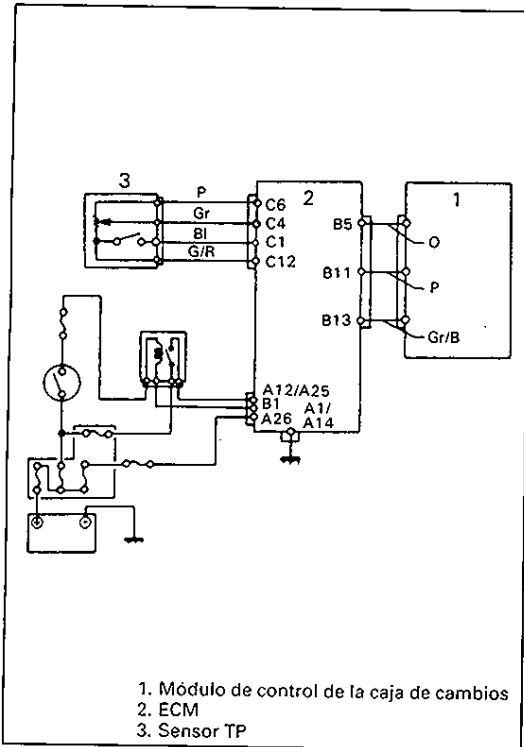 3
P
Gr
Bl
G/R
C6
C4
C1
C12
2
B5
B11
B13
1
O
P
Gr/B
A12/A25
B1
A1/
A26
A14
1. Módulo de control de la caja de cambios
2. ECM
3. Sensor TP